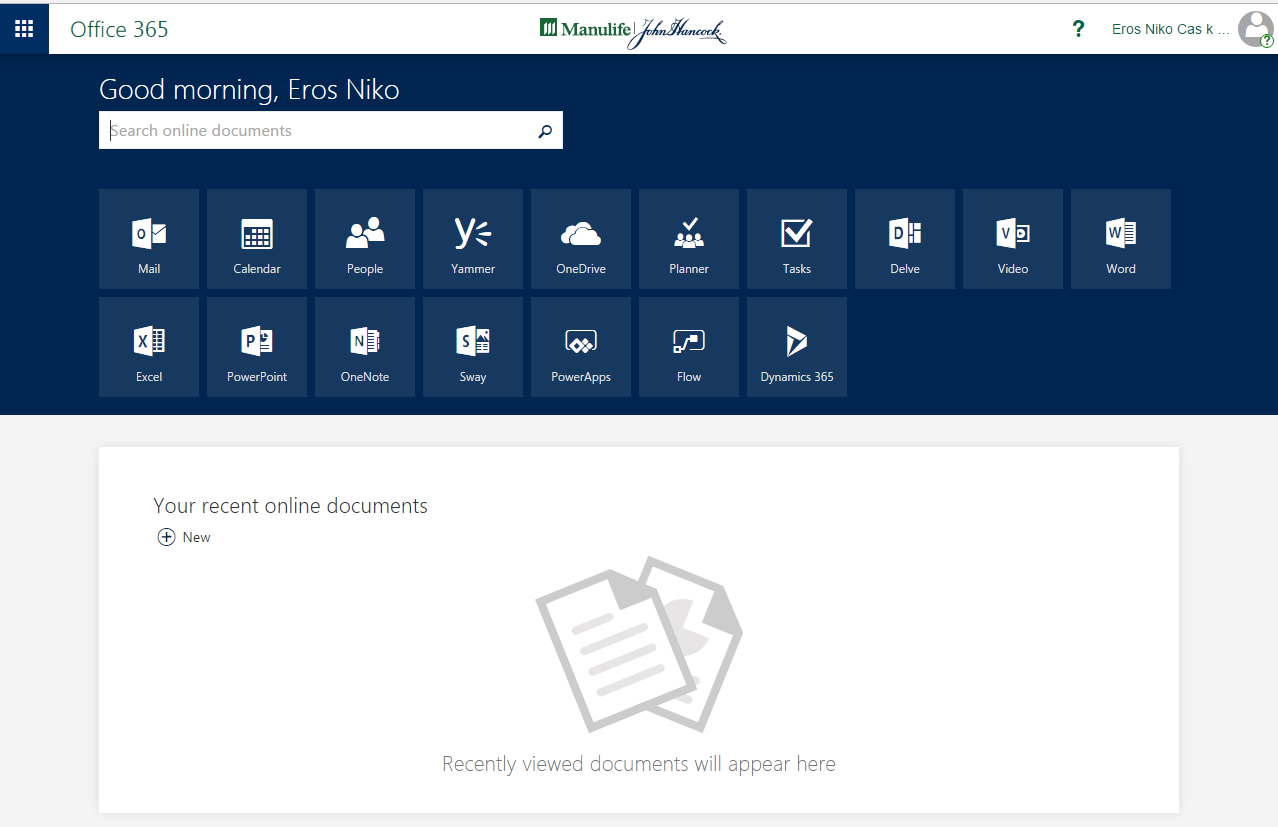 Office 365
Manulife John Hancock.
? Eros Niko Cas k ...
?
Good morning, Eros Niko
Search online documents
Mail Calendar People Yammer OneDrive Planner Tasks Delve Video Word
Excel PowerPoint OneNote Sway PowerApps Flow Dynamics 365
Your recent online documents
New
Recently viewed documents will appear here